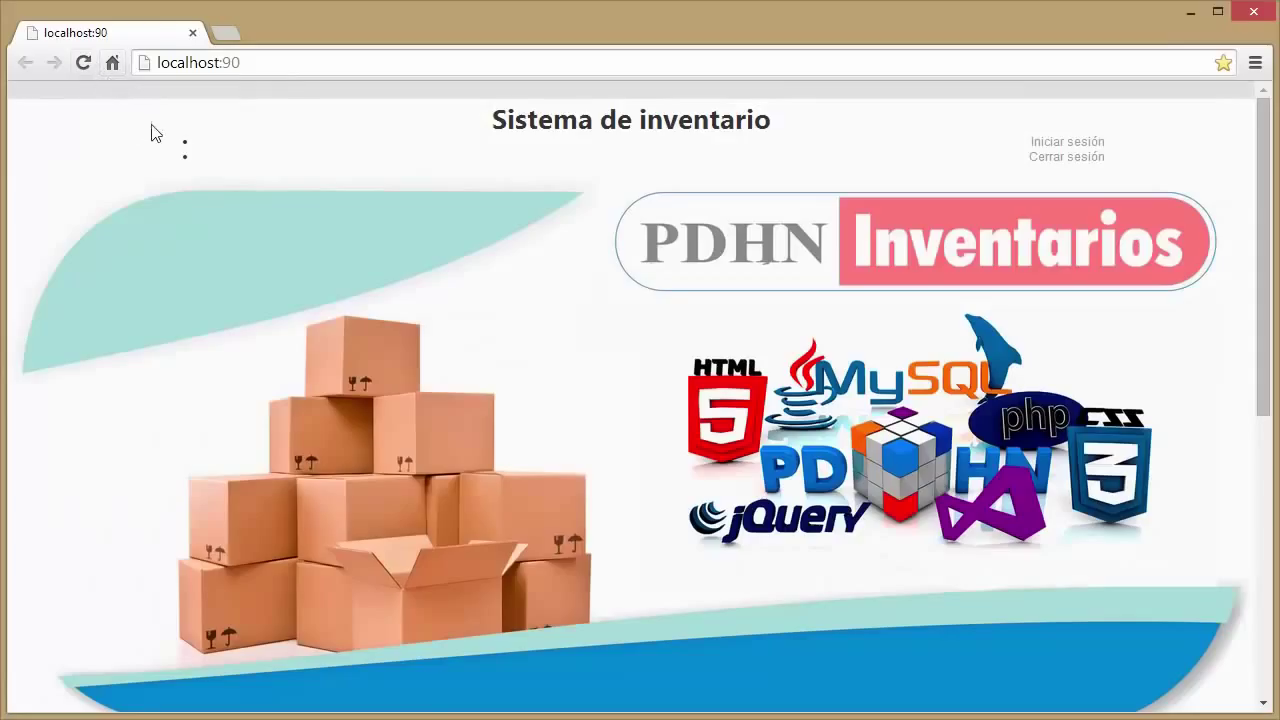 localhost:90
localhost:90
Sistema de inventario
Iniciar sesión
Cerrar sesión
PDHN Inventarios
HTML
5
MySQL
php
CSS
3
PD HN
jQuery